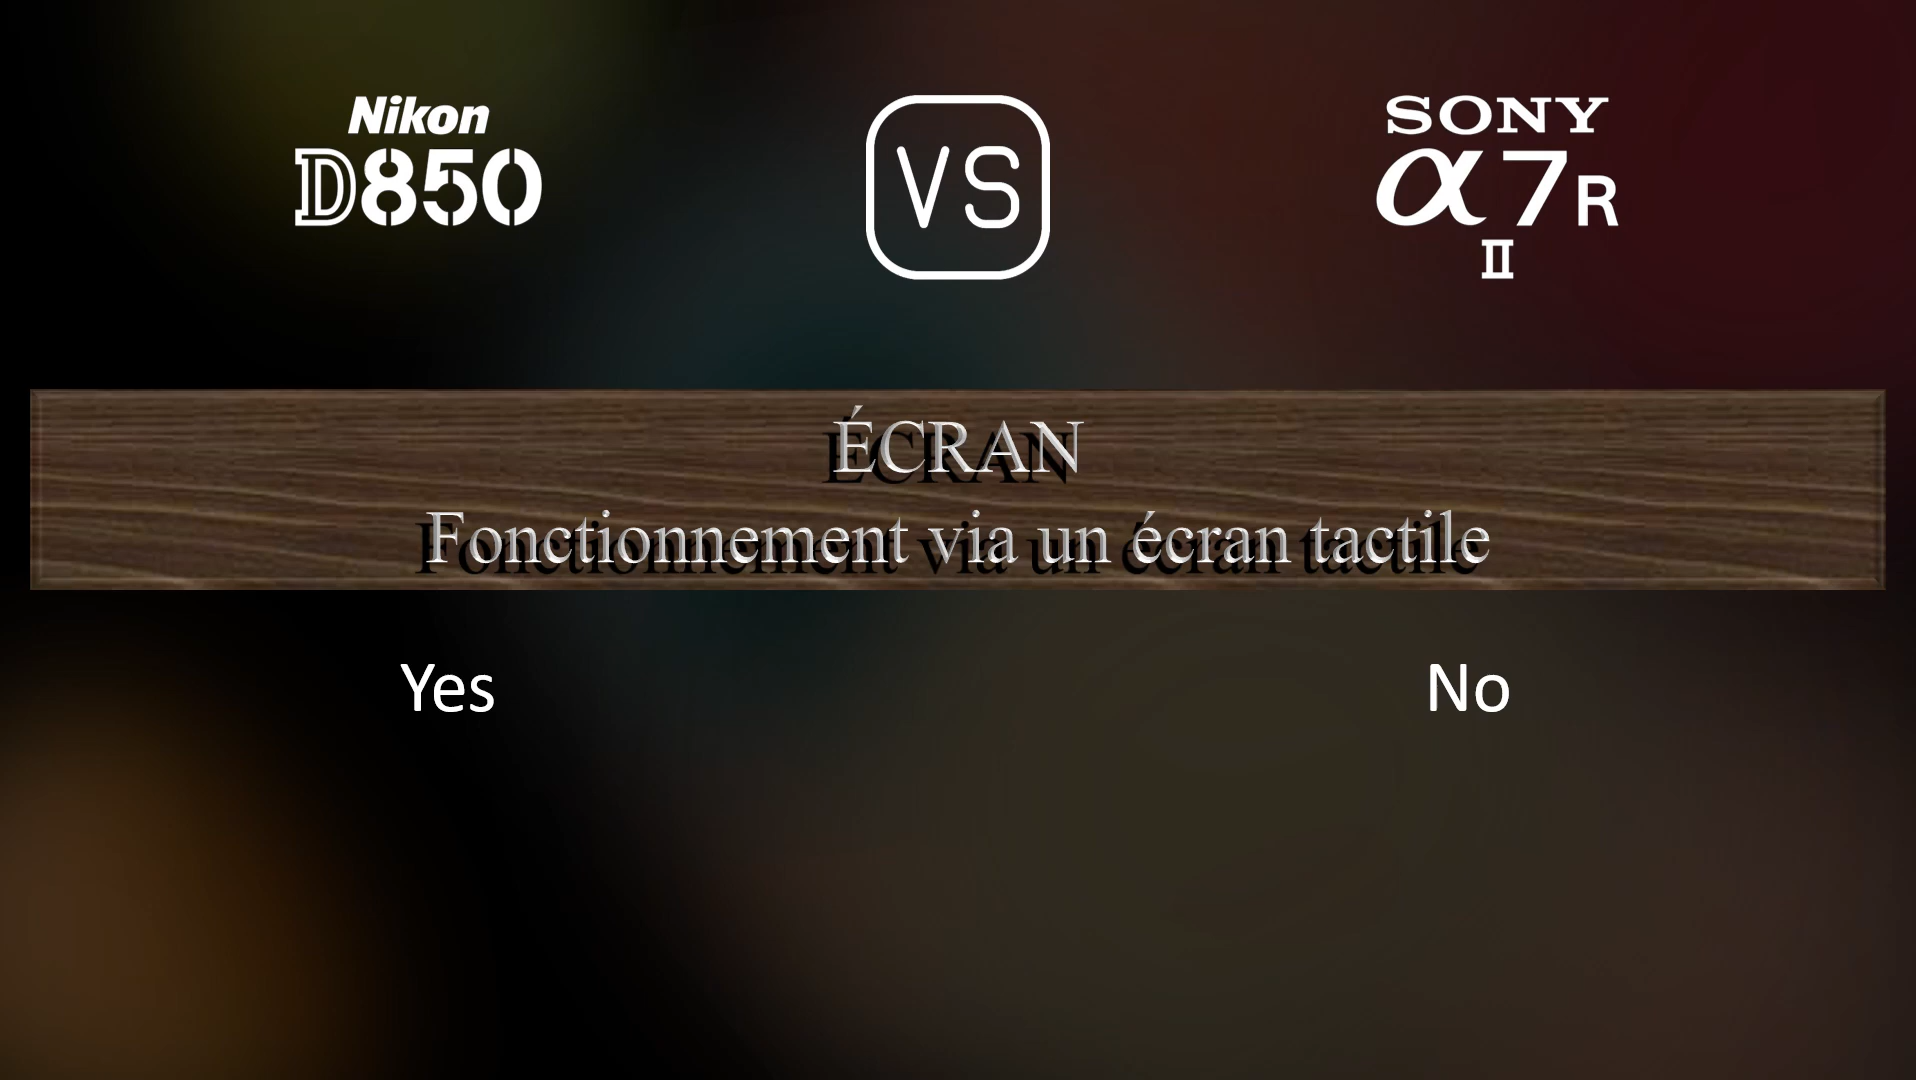 Nikon
D850
VS
SONY
α7R
II
ÉCRAN
Fonctionnement via un écran tactile
Yes
No